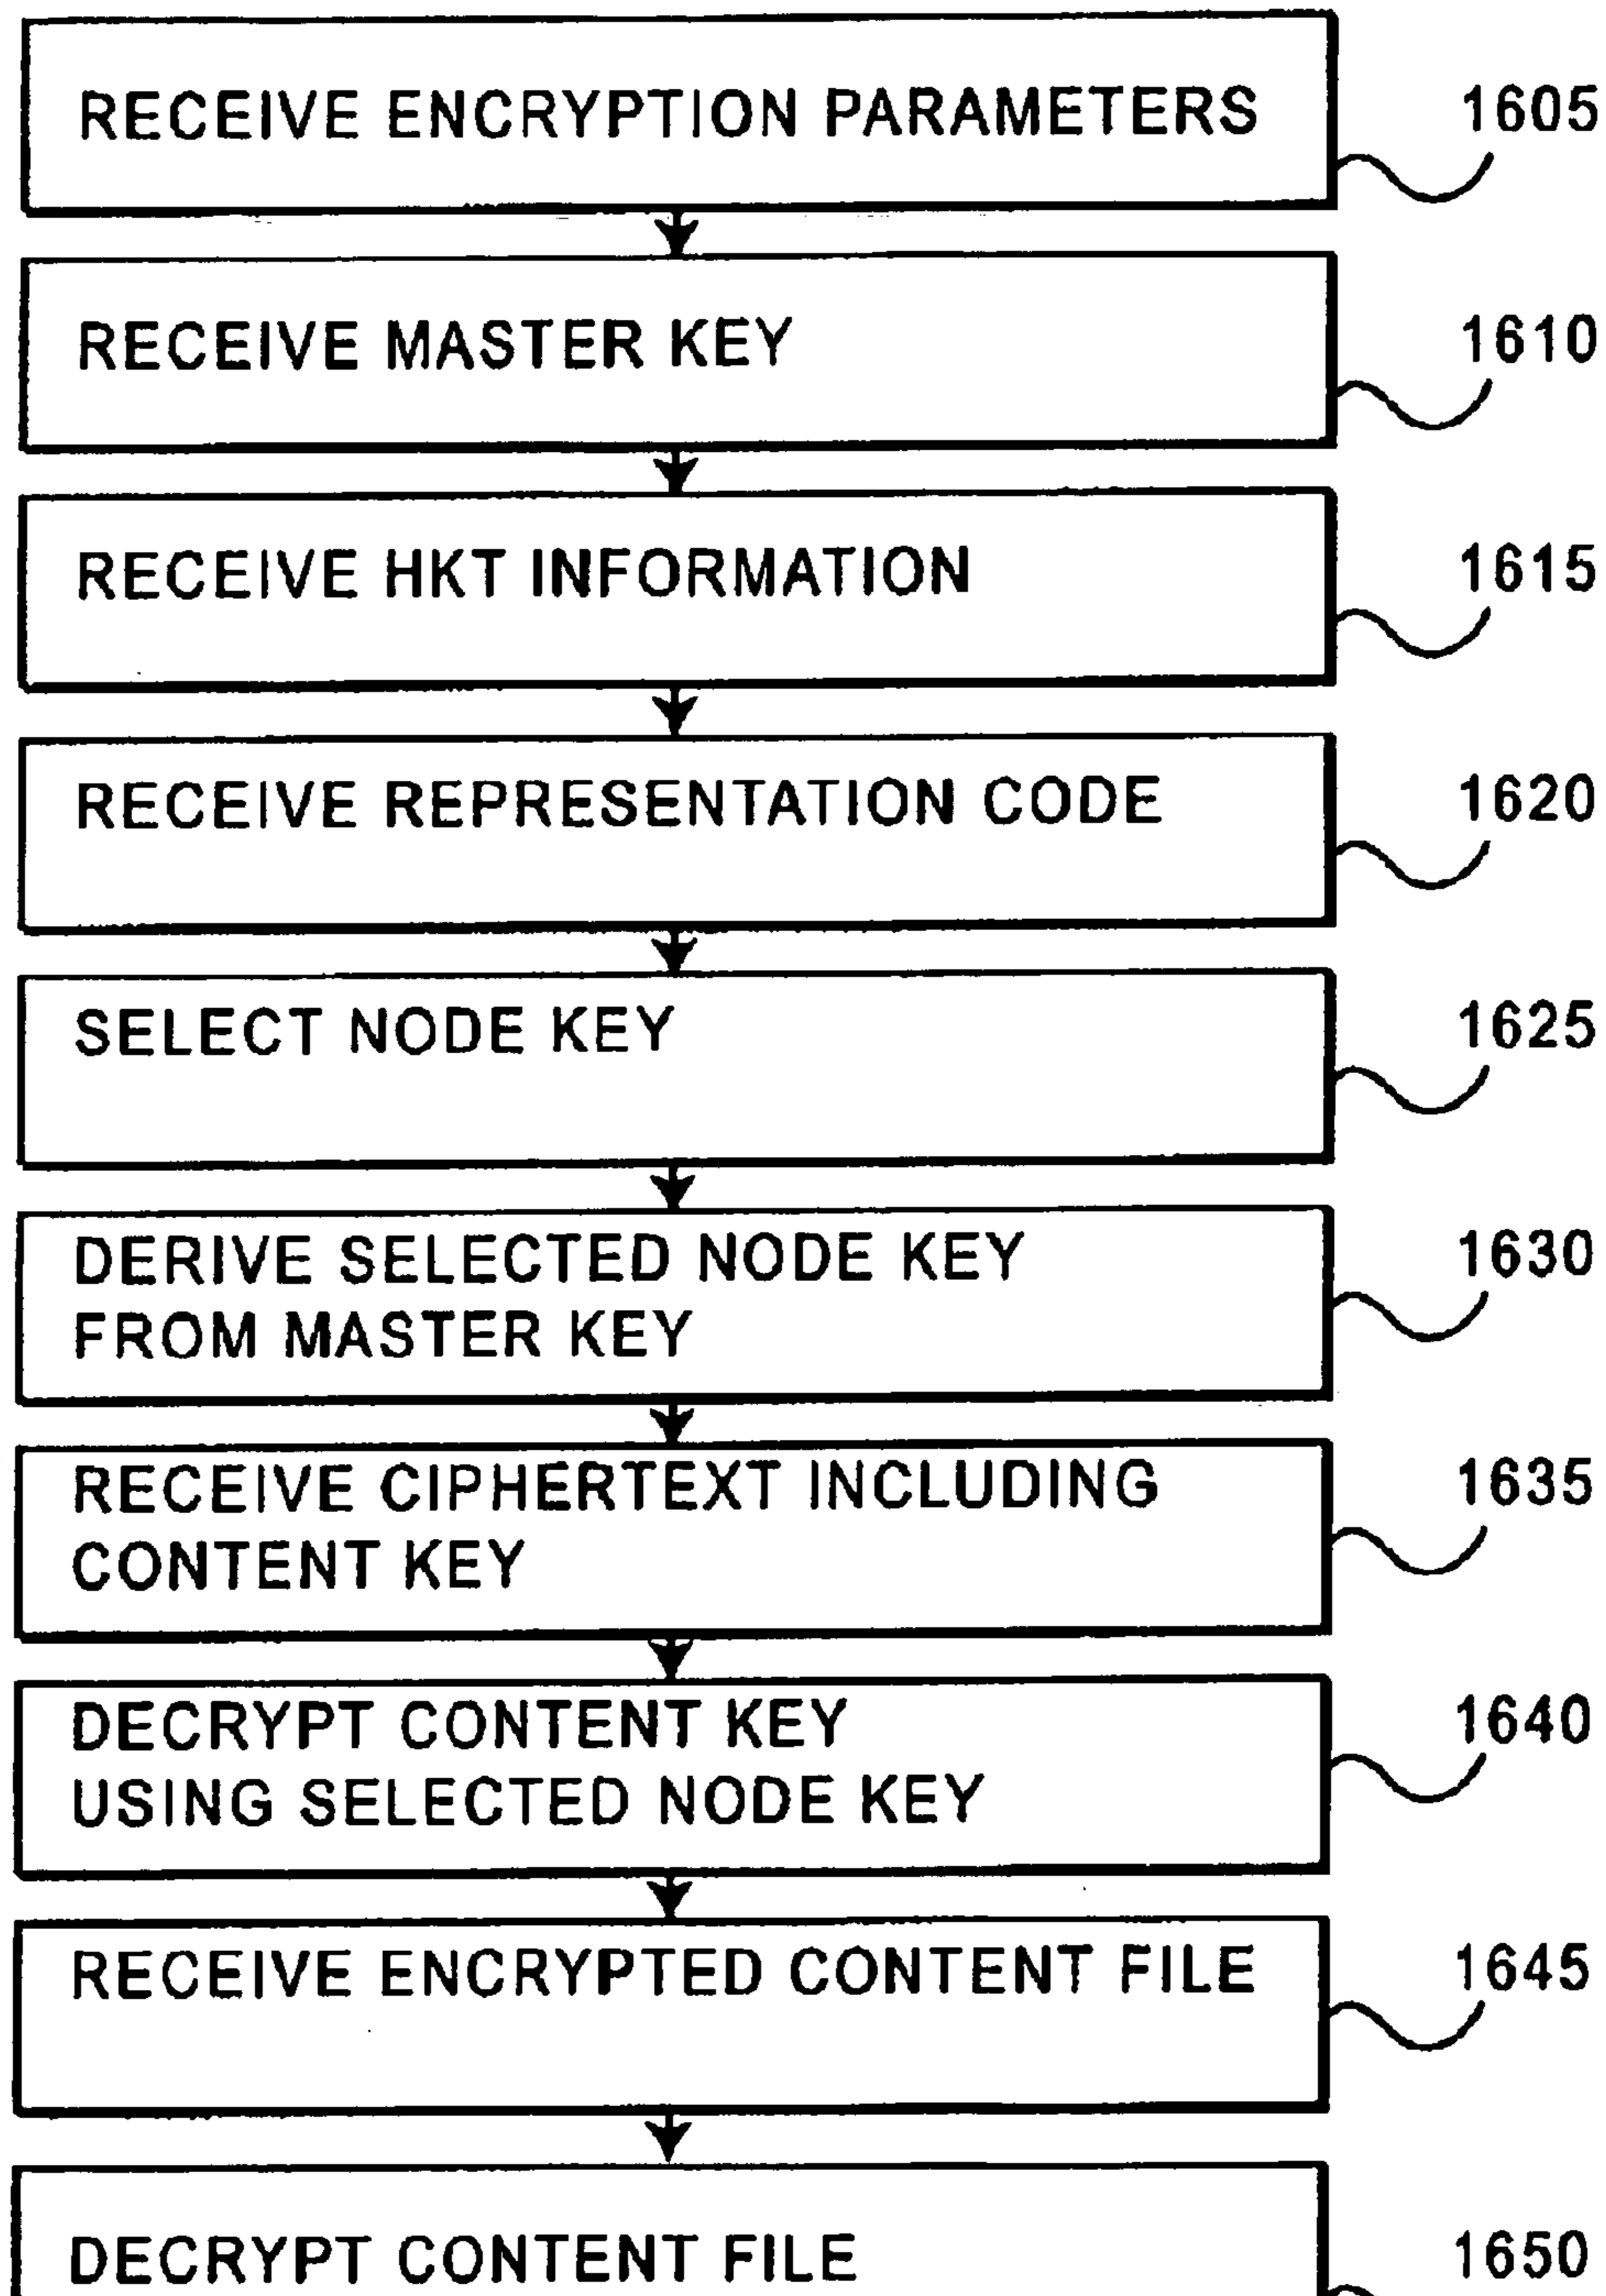 RECEIVE ENCRYPTION PARAMETERS 1605
RECEIVE MASTER KEY 1610
RECEIVE HKT INFORMATION 1615
RECEIVE REPRESENTATION CODE 1620
SELECT NODE KEY 1625
DERIVE SELECTED NODE KEY 1630
FROM MASTER KEY
RECEIVE CIPHERTEXT INCLUDING 1635
CONTENT KEY
DECRYPT CONTENT KEY 1640
USING SELECTED NODE KEY
RECEIVE ENCRYPTED CONTENT FILE 1645
DECRYPT CONTENT FILE 1650